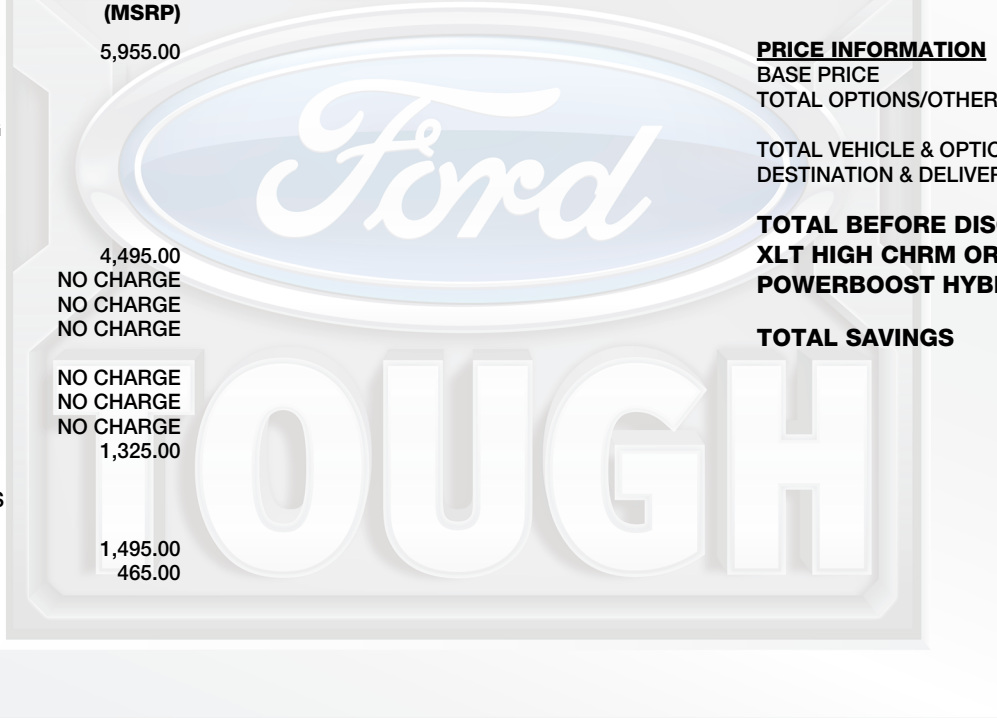 (MSRP)
5,955.00
4,495.00
NO CHARGE
NO CHARGE
NO CHARGE
NO CHARGE
NO CHARGE
NO CHARGE
1,325.00
1,495.00
465.00
PRICE INFORMATION
BASE PRICE
TOTAL OPTIONS/OTHER
TOTAL VEHICLE & OPTIO
DESTINATION & DELIVER
TOTAL BEFORE DIS
XLT HIGH CHRM OR
POWERBOOST HYB
TOTAL SAVINGS
Ford
TOUGH